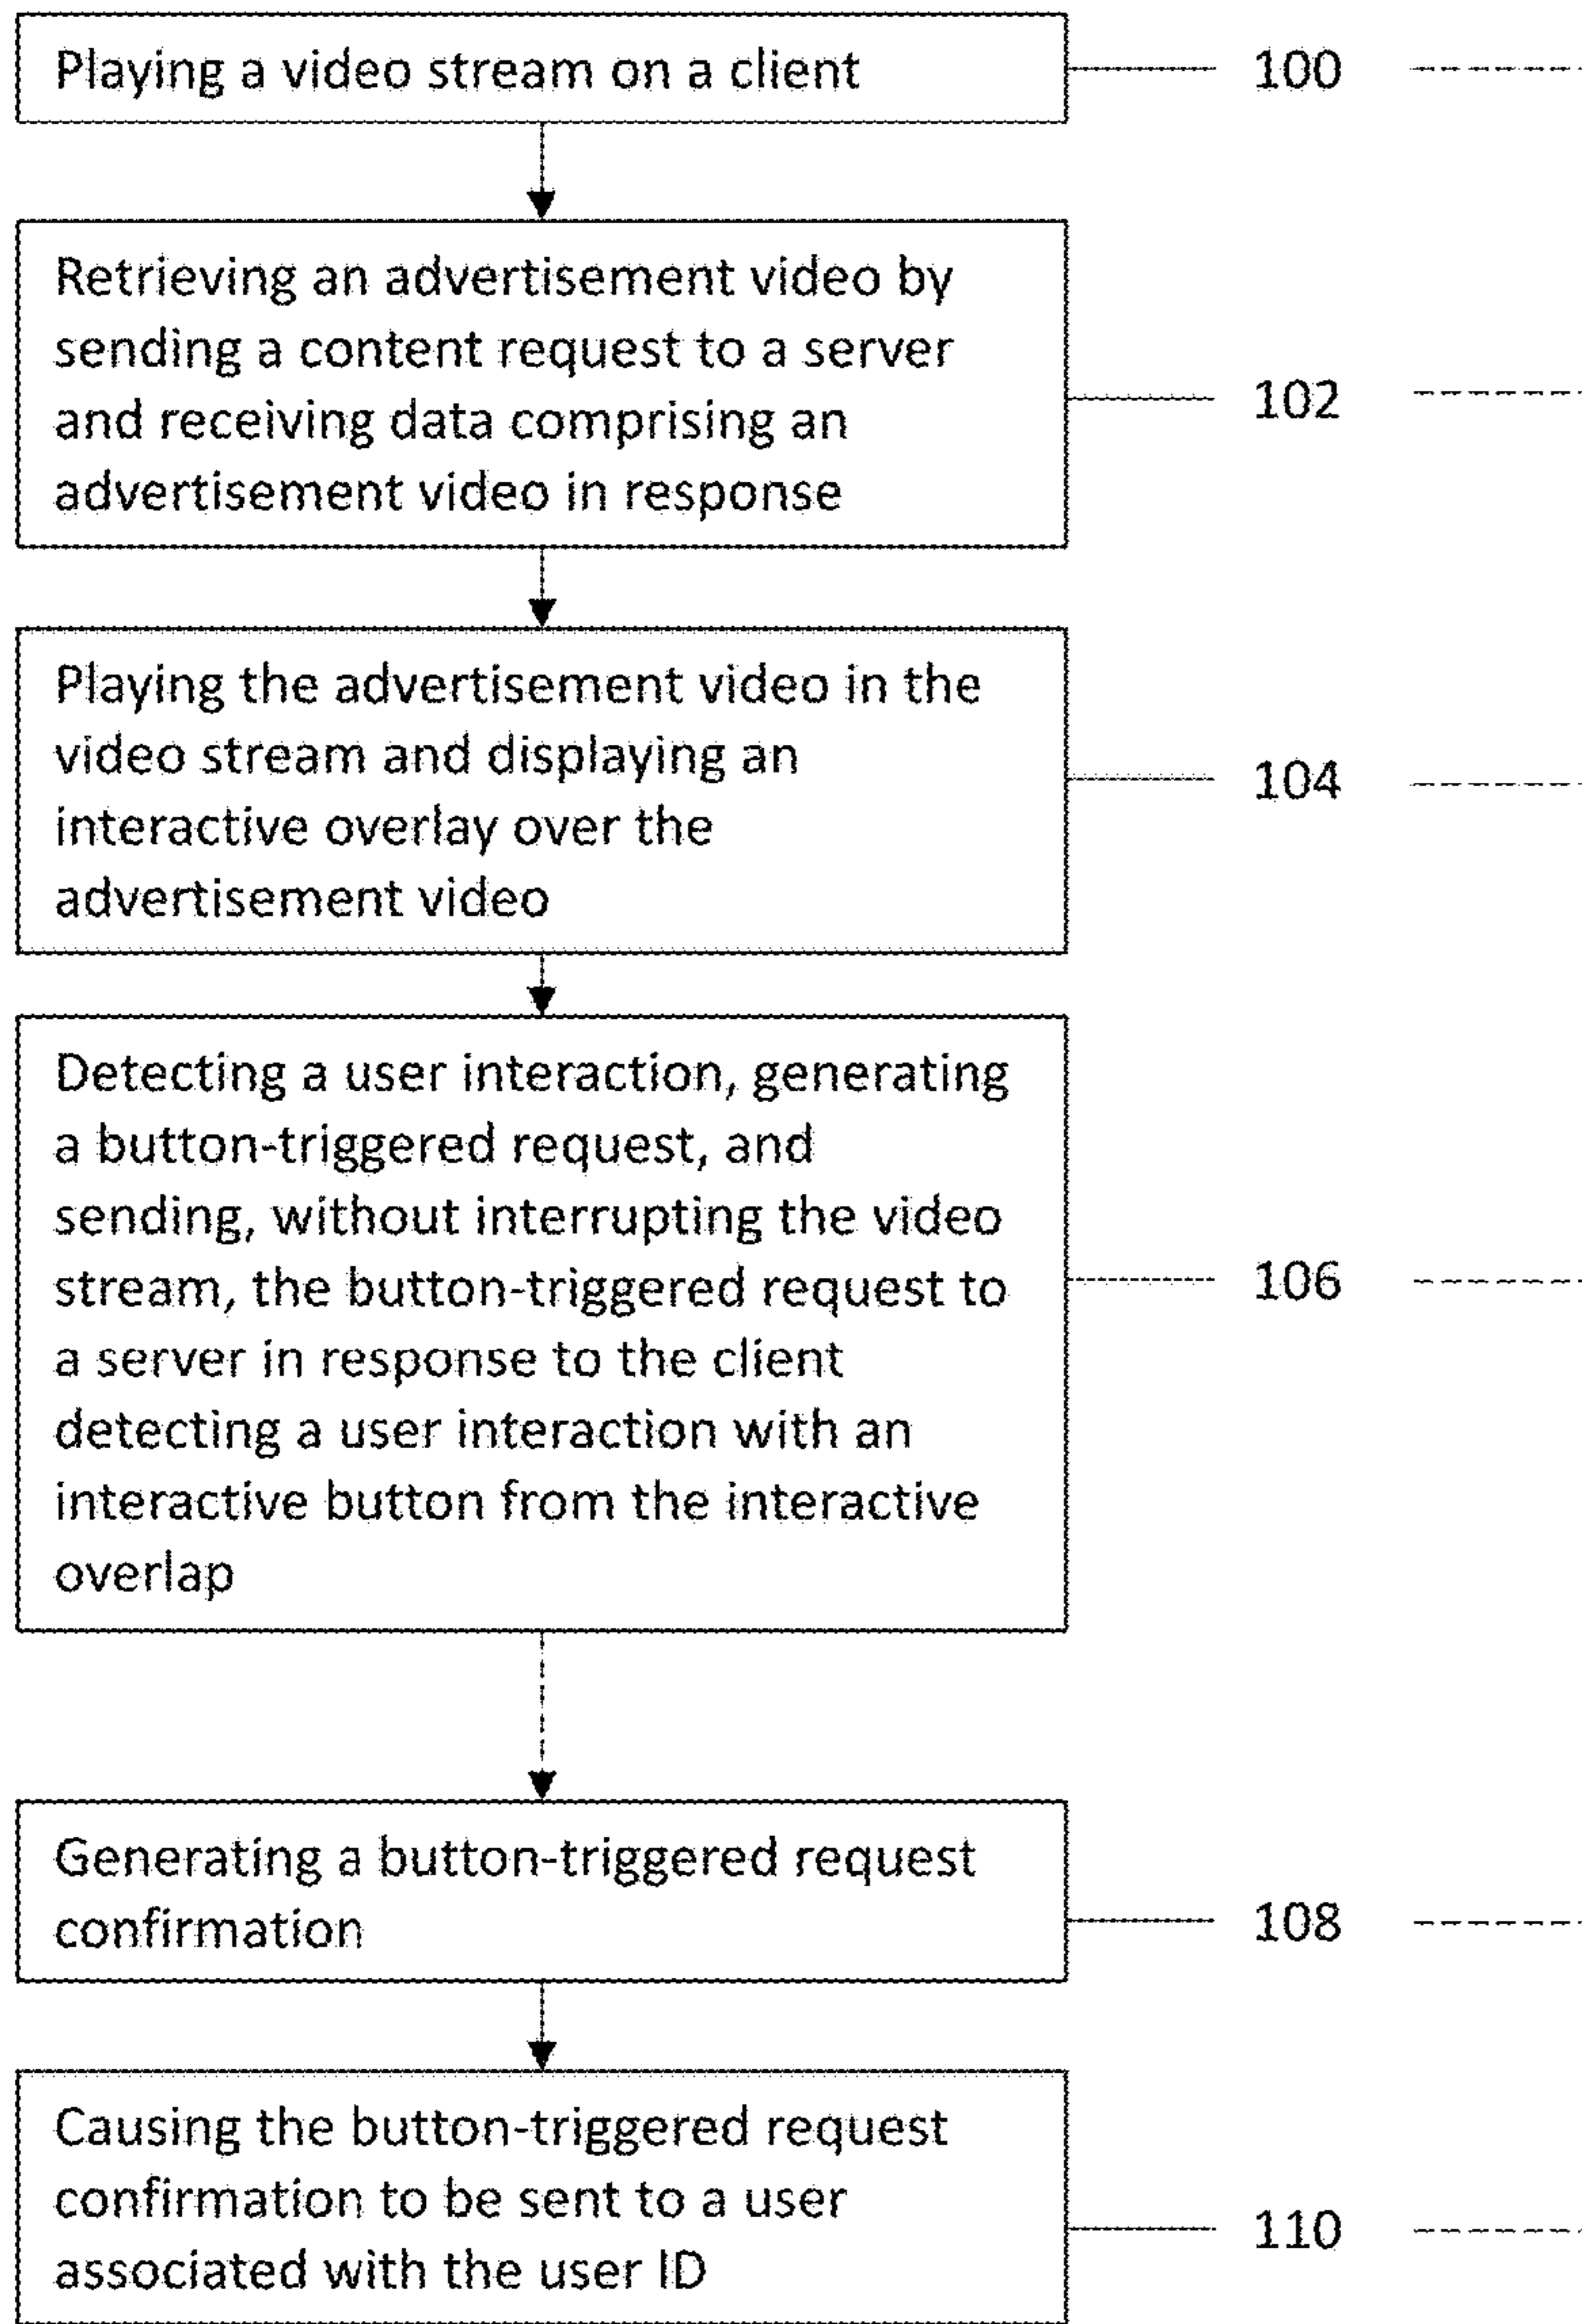 Playing a video stream on a client
100
Retrieving an advertisement video by
sending a content request to a server
and receiving data comprising an
advertisement video in response
102
Playing the advertisement video in the
video stream and displaying an
interactive overlay over the
advertisement video
104
Detecting a user interaction, generating
a button-triggered request, and
sending, without interrupting the video
stream, the button-triggered request to
a server in response to the client
detecting a user interaction with an
interactive button from the interactive
overlap
106
Generating a button-triggered request
confirmation
108
Causing the button-triggered request
confirmation to be sent to a user
associated with the user ID
110